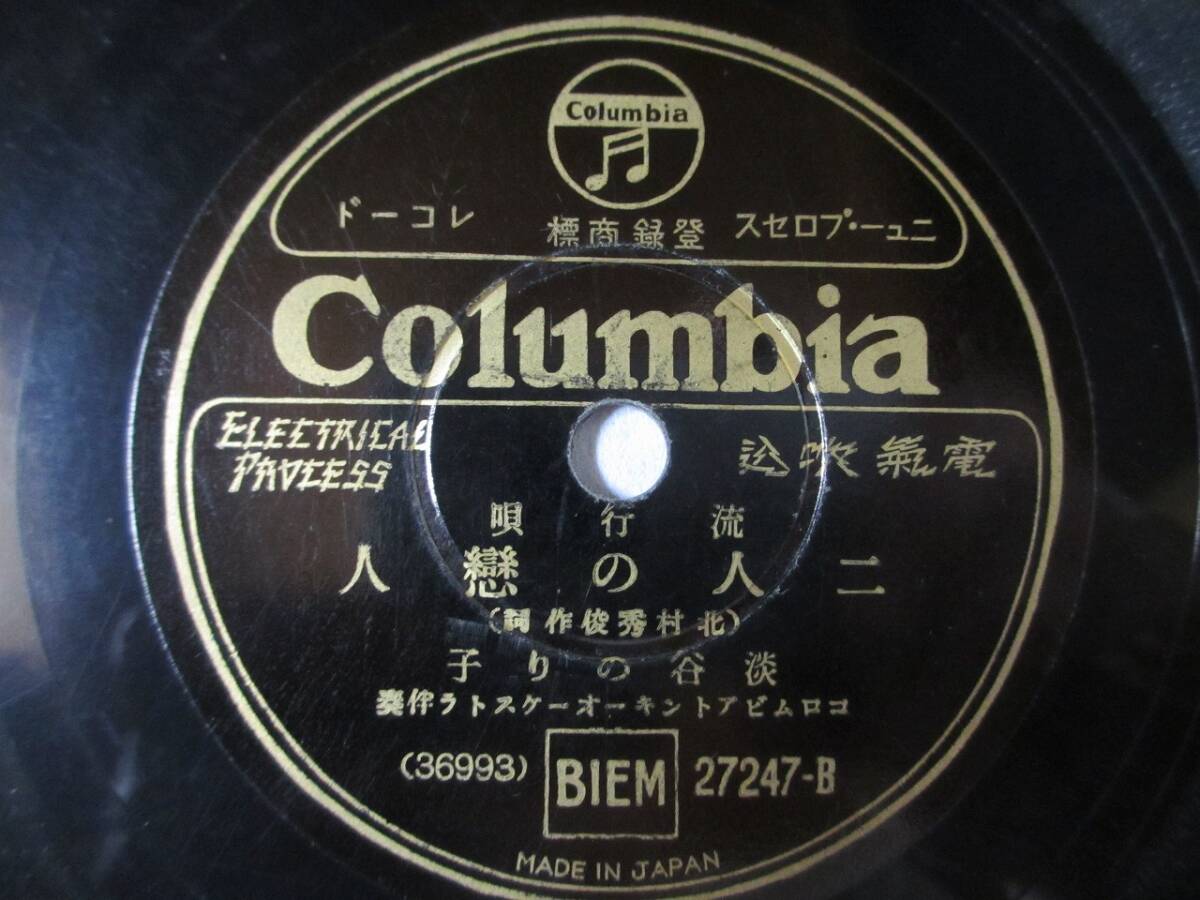 Columbia
ニュー・プロセス 登録商標 レコード
Columbia
ELECTRICAL
PROCESS
電氣吹込
流行唄
二人の戀人
(北村秀俊作詞)
淡谷のり子
コロムビアトンキーオーケストラ伴奏
(36993) BIEM 27247-B
MADE IN JAPAN